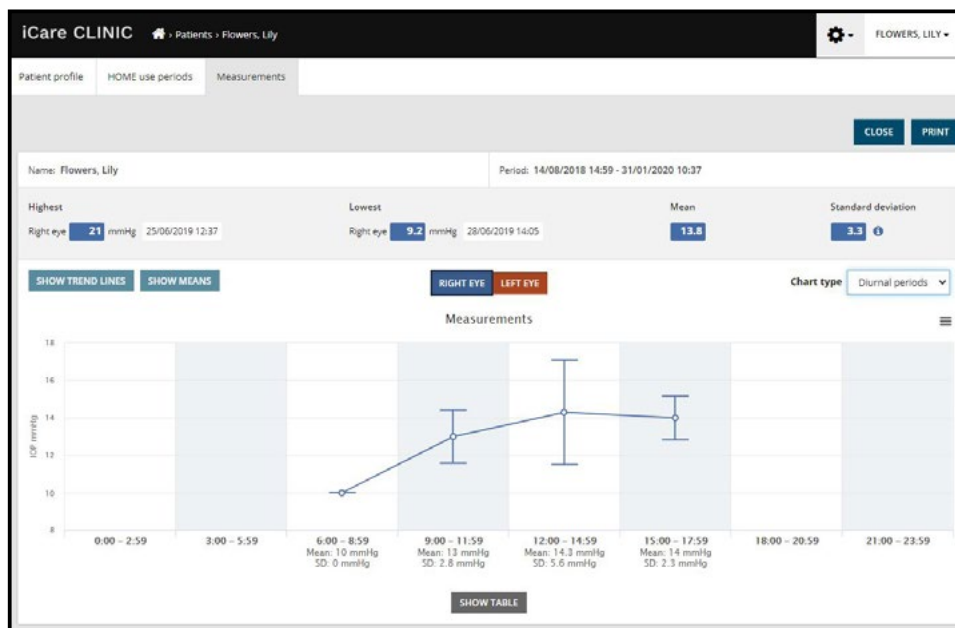 iCare CLINIC › Patients › Flowers, Lily FLOWERS, LILY
Patient profile HOME use periods Measurements
CLOSE PRINT
Name: Flowers, Lily Period: 14/08/2018 14:59 - 31/01/2020 10:37
Highest Lowest Mean Standard deviation
Right eye 21 mmHg 25/06/2019 12:37 Right eye 9.2 mmHg 28/06/2019 14:05 13.8 3.3
SHOW TREND LINES SHOW MEANS RIGHT EYE LEFT EYE Chart type Diurnal periods
Measurements
18
16
14
12
10
8
IOP mmHg
0:00 – 2:59 3:00 – 5:59 6:00 – 8:59 9:00 – 11:59 12:00 – 14:59 15:00 – 17:59 18:00 – 20:59 21:00 – 23:59
Mean: 10 mmHg Mean: 13 mmHg Mean: 14.3 mmHg Mean: 14 mmHg
SD: 0 mmHg SD: 2.8 mmHg SD: 5.6 mmHg SD: 2.3 mmHg
SHOW TABLE